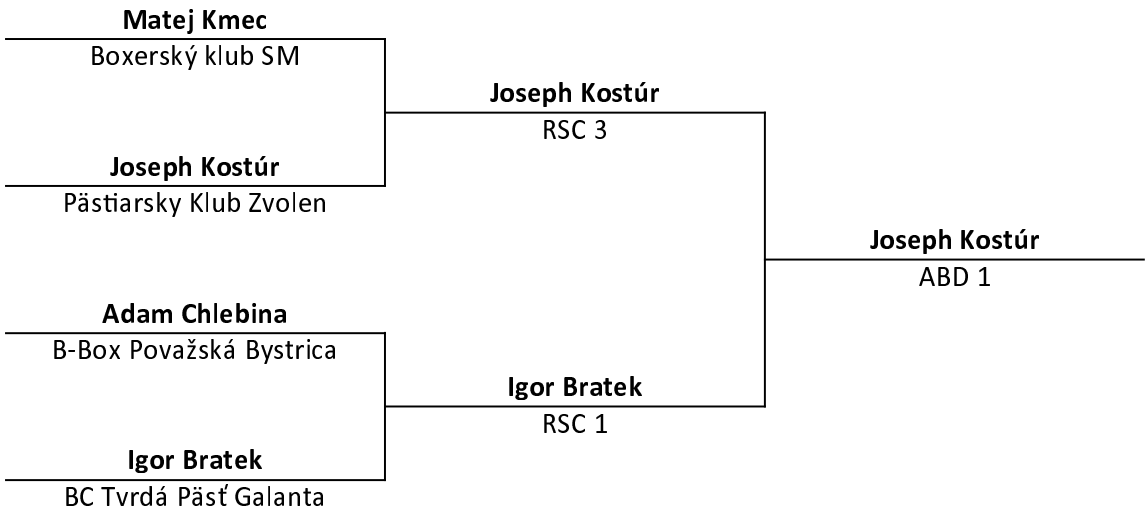 Matej Kmec
Boxerský klub SM
Joseph Kostúr
RSC 3
Joseph Kostúr
Pästiarsky Klub Zvolen
Joseph Kostúr
ABD 1
Adam Chlebina
B-Box Považská Bystrica
Igor Bratek
RSC 1
Igor Bratek
BC Tvrdá Päsť Galanta